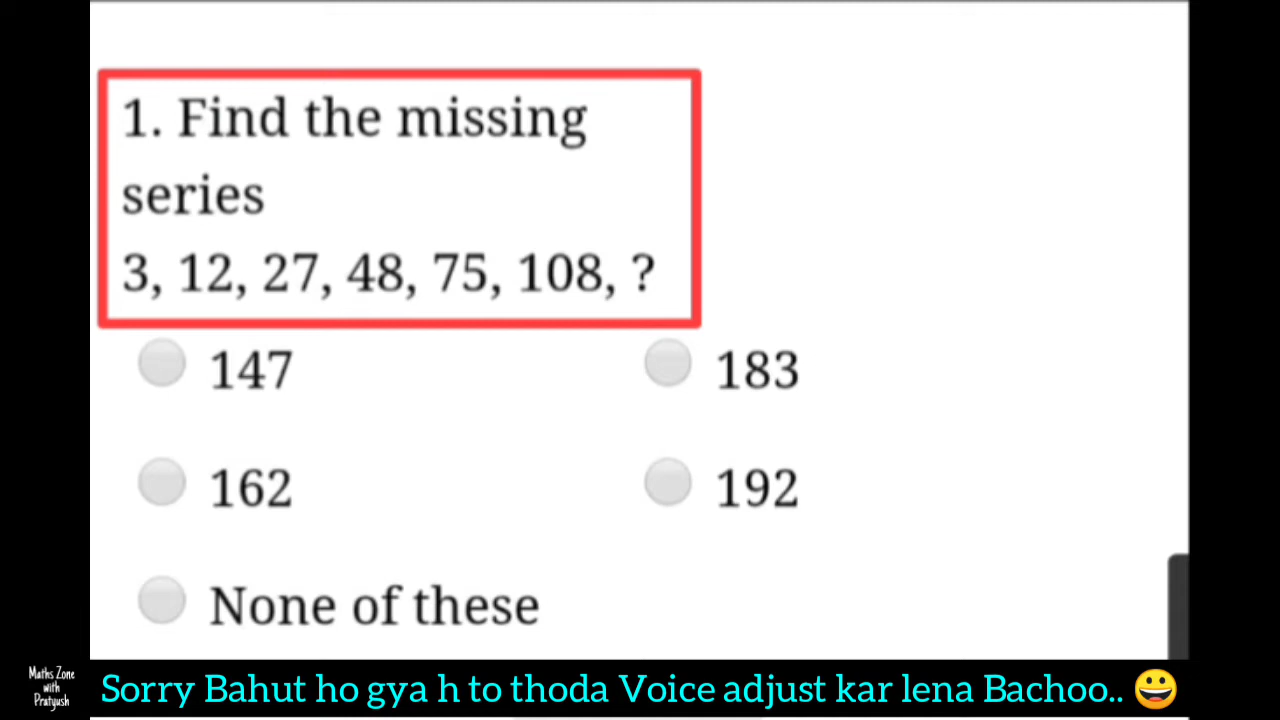 1. Find the missing
series
3, 12, 27, 48, 75, 108, ?
147
183
162
192
None of these
Maths Zone
with
Pratyush
Sorry Bahut ho gya h to thoda Voice adjust kar lena Bachoo.. 😀